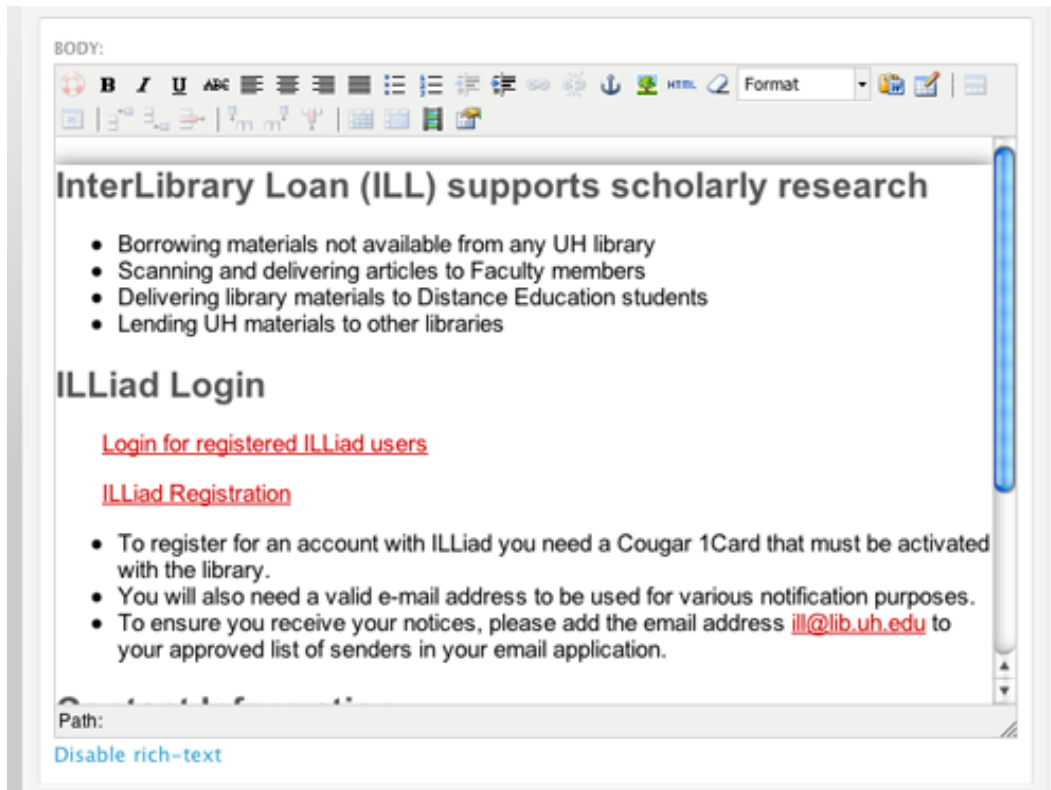 BODY:
B I U ABC HTML Format
InterLibrary Loan (ILL) supports scholarly research
Borrowing materials not available from any UH library
Scanning and delivering articles to Faculty members
Delivering library materials to Distance Education students
Lending UH materials to other libraries
ILLiad Login
Login for registered ILLiad users
ILLiad Registration
To register for an account with ILLiad you need a Cougar 1Card that must be activated
with the library.
You will also need a valid e-mail address to be used for various notification purposes.
To ensure you receive your notices, please add the email address ill@lib.uh.edu to
your approved list of senders in your email application.
Path:
Disable rich-text